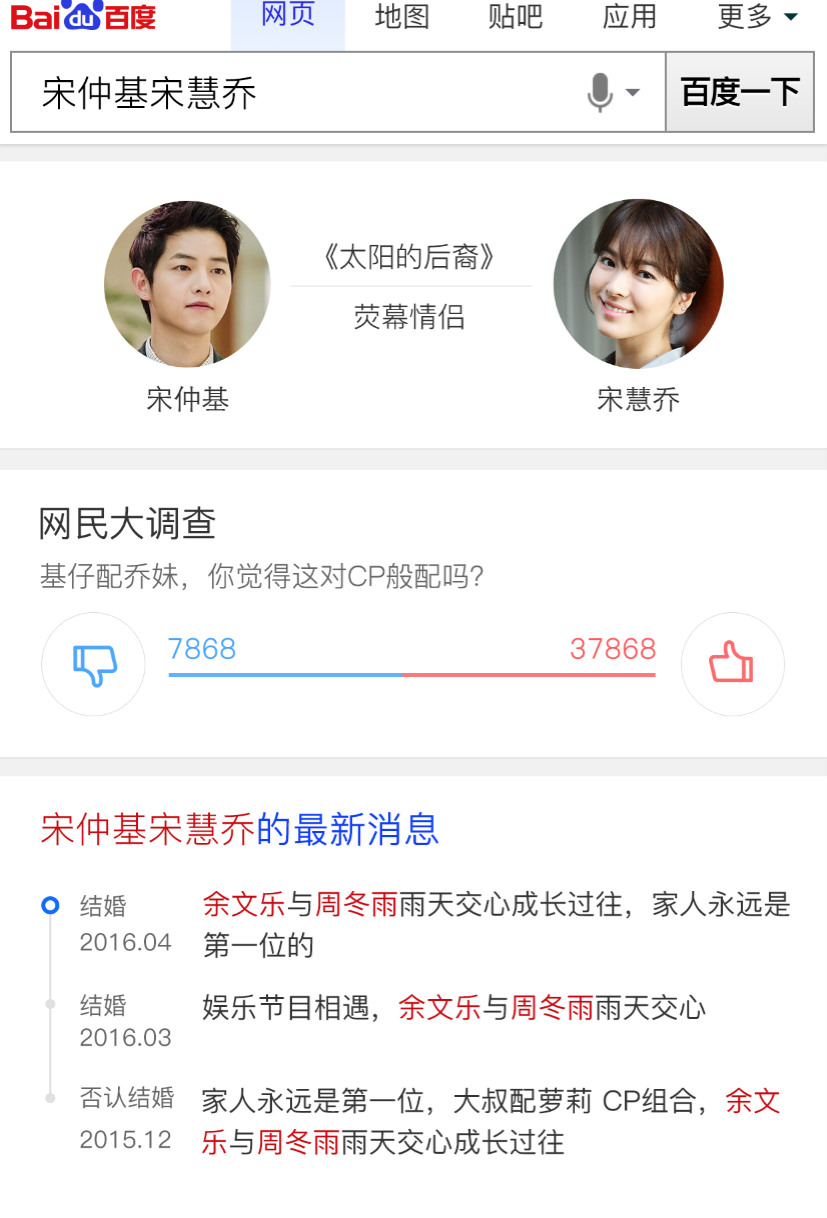 Bai du 百度
网页 地图 贴吧 应用 更多
宋仲基宋慧乔 百度一下
《太阳的后裔》
荧幕情侣
宋仲基 宋慧乔
网民大调查
基仔配乔妹，你觉得这对CP般配吗？
7868 37868
宋仲基宋慧乔的最新消息
结婚 余文乐与周冬雨雨天交心成长过往，家人永远是
2016.04 第一位的
结婚 娱乐节目相遇，余文乐与周冬雨雨天交心
2016.03
否认结婚 家人永远是第一位，大叔配萝莉 CP组合，余文
2015.12 乐与周冬雨雨天交心成长过往